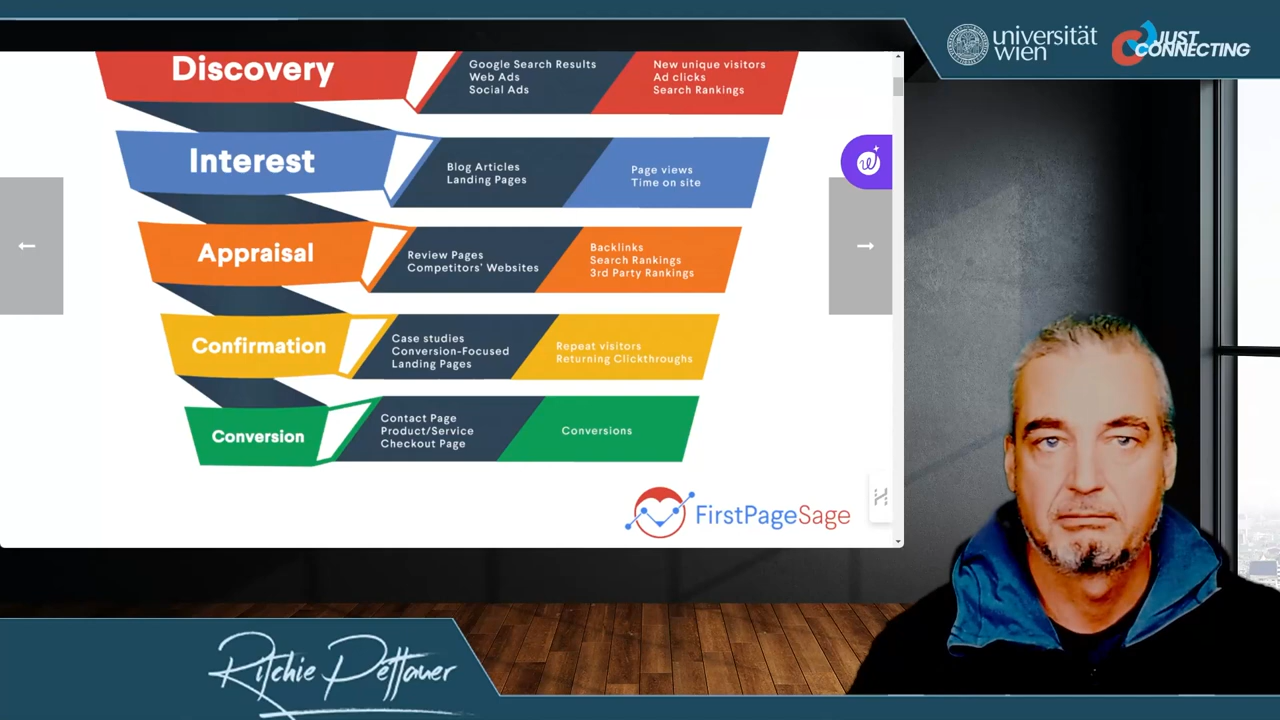 universität
wien
JUST
CONNECTING
Discovery
Google Search Results
Web Ads
Social Ads
New unique visitors
Ad clicks
Search Rankings
Interest
Blog Articles
Landing Pages
Page views
Time on site
Appraisal
Review Pages
Competitors' Websites
Backlinks
Search Rankings
3rd Party Rankings
Confirmation
Case studies
Conversion-Focused
Landing Pages
Repeat visitors
Returning Clickthroughs
Conversion
Contact Page
Product/Service
Checkout Page
Conversions
FirstPageSage
Ritchie Pettauer